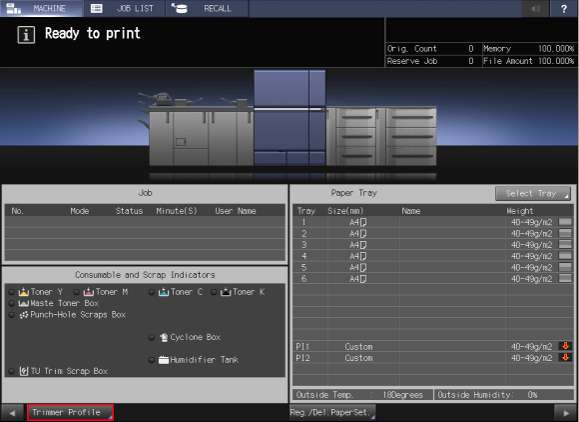 MACHINE JOB LIST RECALL ?
Ready to print
Orig. Count 0 Memory 100.000%
Reserve Job 0 File Amount 100.000%
Job
No. Mode Status Minute(S) User Name
Consumable and Scrap Indicators
Toner Y Toner M Toner C Toner K
Waste Toner Box
Punch-Hole Scraps Box
Cyclone Box
Humidifier Tank
TU Trim Scrap Box
Paper Tray Select Tray
Tray Size(mm) Name Weight
1 A4 40-49g/m2
2 A4 40-49g/m2
3 A4 40-49g/m2
4 A4 40-49g/m2
5 A4 40-49g/m2
6 A4 40-49g/m2
PI1 Custom 40-49g/m2
PI2 Custom 40-49g/m2
Outside Temp. : 18Degrees Outside Humidity: 0%
Trimmer Profile Reg./Del.PaperSet.